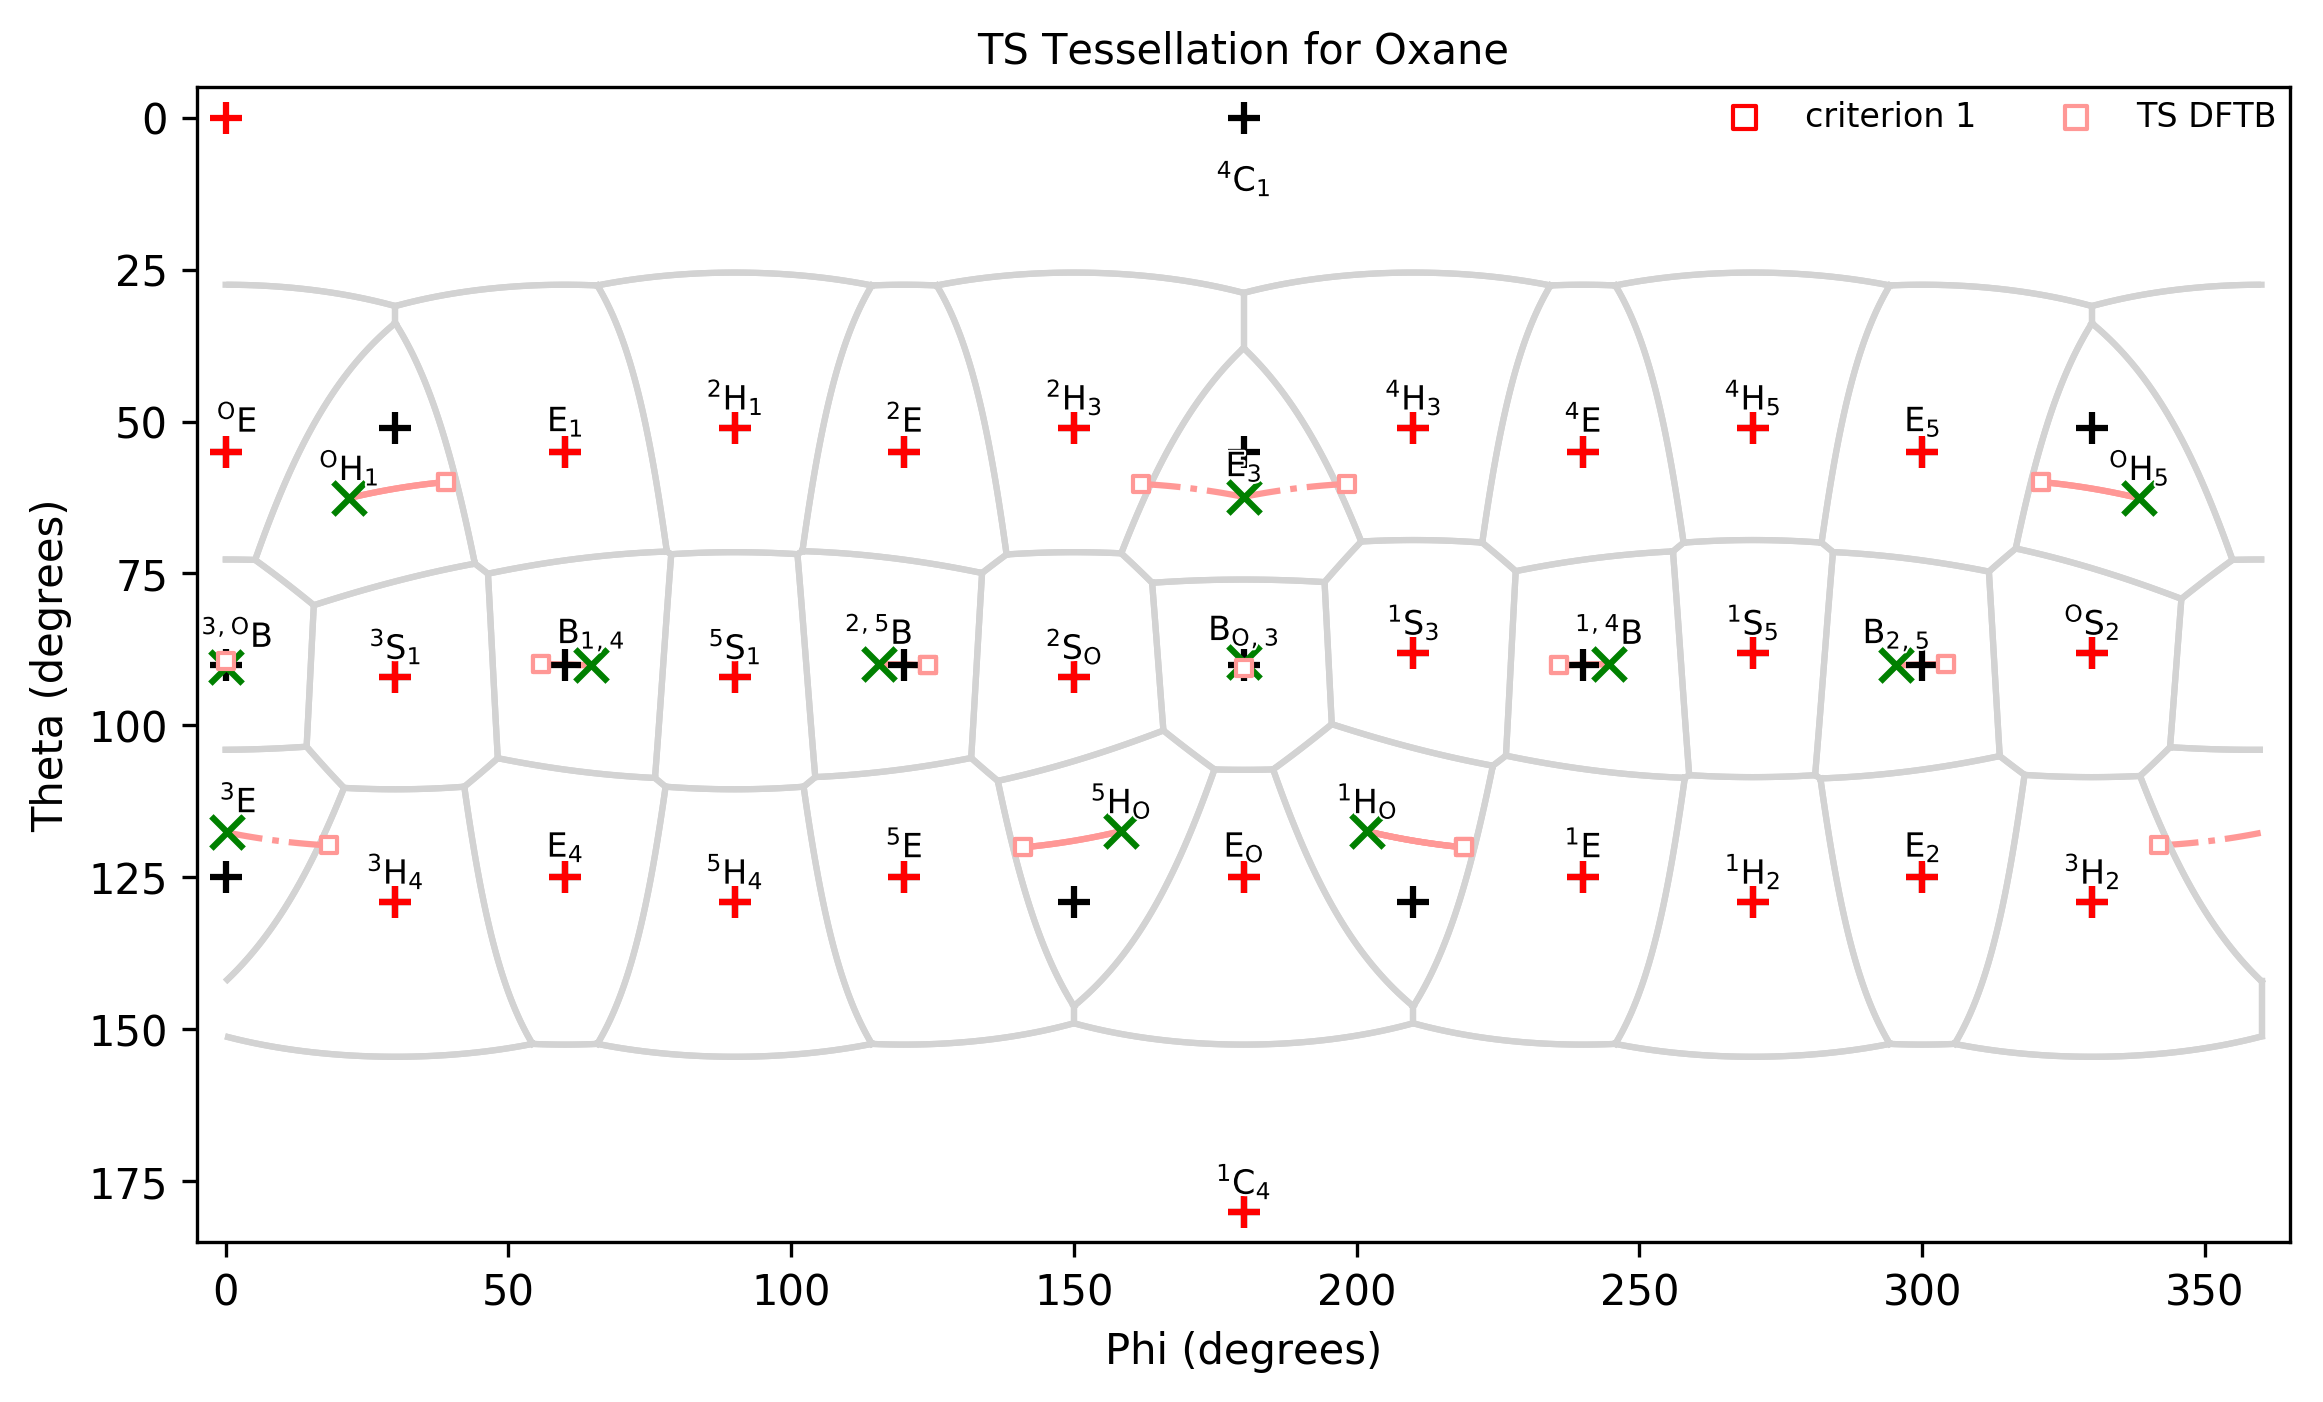 TS Tessellation for Oxane
criterion 1 TS DFTB
⁴C₁
²H₁ ²H₃ ⁴H₃ ⁴H₅
ᴼE E₁ ²E ⁴E E₅
ᴼH₁ E₃ ᴼH₅
³,ᴼB ³S₁ B₁,₄ ⁵S₁ ²,⁵B ²Sₒ Bₒ,₃ ¹S₃ ¹,⁴B ¹S₅ B₂,₅ ᴼS₂
³E ⁵Hₒ ¹Hₒ
³H₄ E₄ ⁵H₄ ⁵E Eₒ ¹E ¹H₂ E₂ ³H₂
¹C₄
0
25
50
75
100
125
150
175
Theta (degrees)
0 50 100 150 200 250 300 350
Phi (degrees)